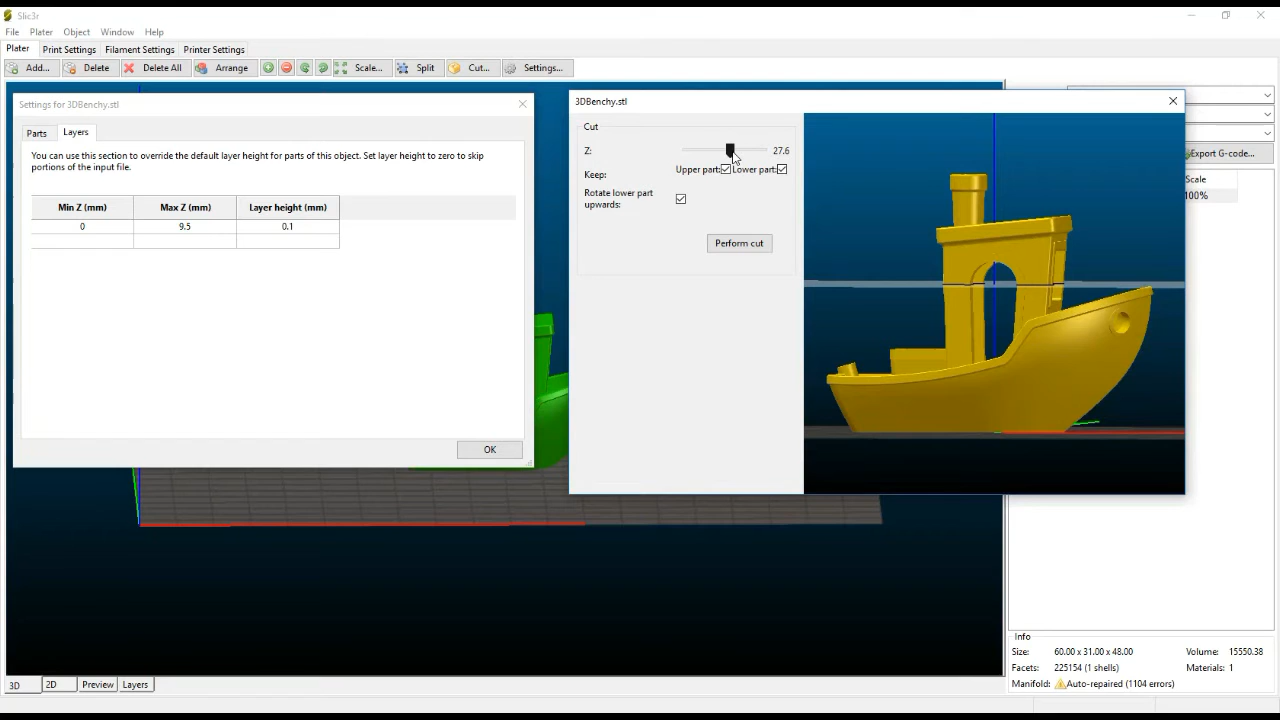 Slic3r
File Plater Object Window Help
Plater Print Settings Filament Settings Printer Settings
Add... Delete Delete All Arrange Scale... Split Cut... Settings...
Settings for 3DBenchy.stl
Parts Layers
You can use this section to override the default layer height for parts of this object. Set layer height to zero to skip
portions of the input file.
Min Z (mm) Max Z (mm) Layer height (mm)
0 9.5 0.1
OK
3DBenchy.stl
Cut
Z: 27.6
Keep: Upper part: Lower part:
Rotate lower part
upwards:
Perform cut
Export G-code...
Scale
100%
3D 2D Preview Layers
Info
Size: 60.00 x 31.00 x 48.00 Volume: 15550.38
Facets: 225154 (1 shells) Materials: 1
Manifold: Auto-repaired (1104 errors)